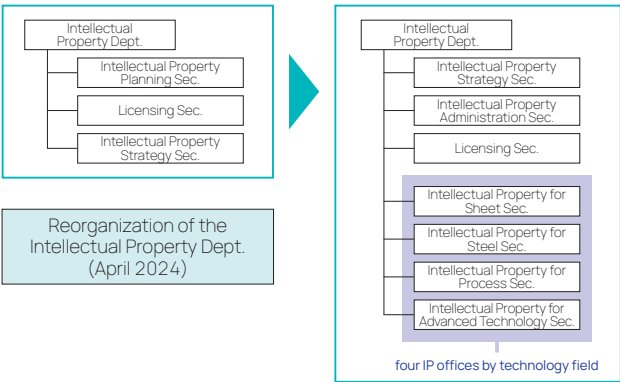 Intellectual
Property Dept.
Intellectual Property
Planning Sec.
Licensing Sec.
Intellectual Property
Strategy Sec.
Reorganization of the
Intellectual Property Dept.
(April 2024)
Intellectual
Property Dept.
Intellectual Property
Strategy Sec.
Intellectual Property
Administration Sec.
Licensing Sec.
Intellectual Property for
Sheet Sec.
Intellectual Property for
Steel Sec.
Intellectual Property for
Process Sec.
Intellectual Property for
Advanced Technology Sec.
four IP offices by technology field